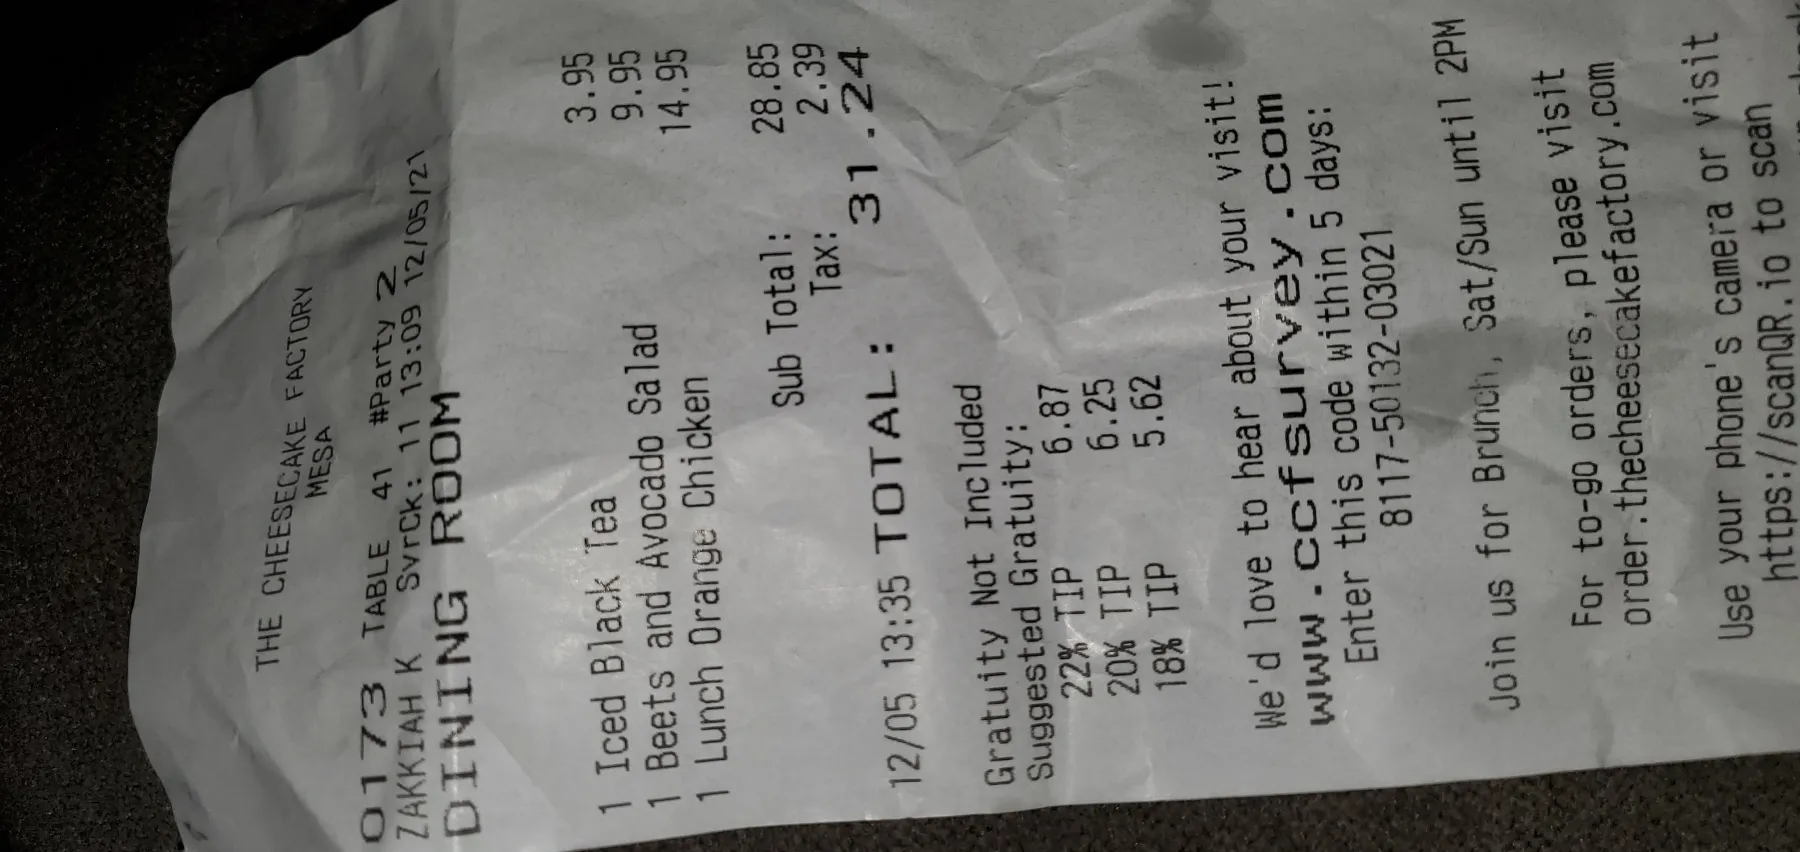 THE CHEESECAKE FACTORY
MESA
0173 TABLE 41 #Party 2
ZAKKIAH K SvrCk: 11 13:09 12/05/21
DINING ROOM
1 Iced Black Tea 3.95
1 Beets and Avocado Salad 9.95
1 Lunch Orange Chicken 14.95
Sub Total: 28.85
Tax: 2.39
12/05 13:35 TOTAL: 31.24
Gratuity Not Included
Suggested Gratuity:
22% TIP 6.87
20% TIP 6.25
18% TIP 5.62
We'd love to hear about your visit!
www.ccfsurvey.com
Enter this code within 5 days:
8117-50132-03021
Join us for Brunch, Sat/Sun until 2PM
For to-go orders, please visit
order.thecheesecakefactory.com
Use your phone's camera or visit
https://scanQR.io to scan